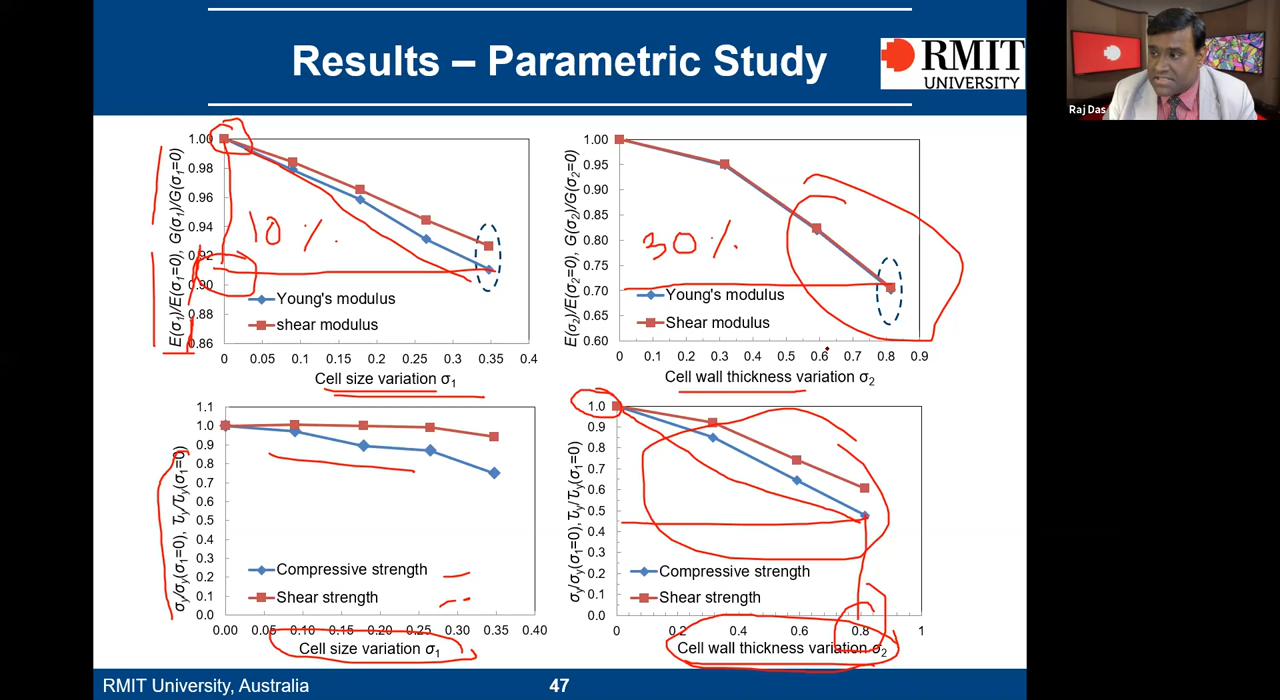 Results – Parametric Study
RMIT
UNIVERSITY
Raj Das
E(σ1)/E(σ1=0), G(σ1)/G(σ1=0)
1.00
0.98
0.96
0.94
0.92
0.90
0.88
0.86
10 %
Young's modulus
shear modulus
0 0.05 0.1 0.15 0.2 0.25 0.3 0.35 0.4
Cell size variation σ1
E(σ2)/E(σ2=0), G(σ2)/G(σ2=0)
1.00
0.95
0.90
0.85
0.80
0.75
0.70
0.65
0.60
30 %
Young's modulus
Shear modulus
0 0.1 0.2 0.3 0.4 0.5 0.6 0.7 0.8 0.9
Cell wall thickness variation σ2
σy/σy(σ1=0), τy/τy(σ1=0)
1.1
1.0
0.9
0.8
0.7
0.6
0.5
0.4
0.3
0.2
0.1
0.0
Compressive strength
Shear strength
0.00 0.05 0.10 0.15 0.20 0.25 0.30 0.35 0.40
Cell size variation σ1
σy/σy(σ1=0), τy/τy(σ1=0)
1.0
0.9
0.8
0.7
0.6
0.5
0.4
0.3
0.2
0.1
0.0
Compressive strength
Shear strength
0 0.2 0.4 0.6 0.8 1
Cell wall thickness variation σ2
RMIT University, Australia
47